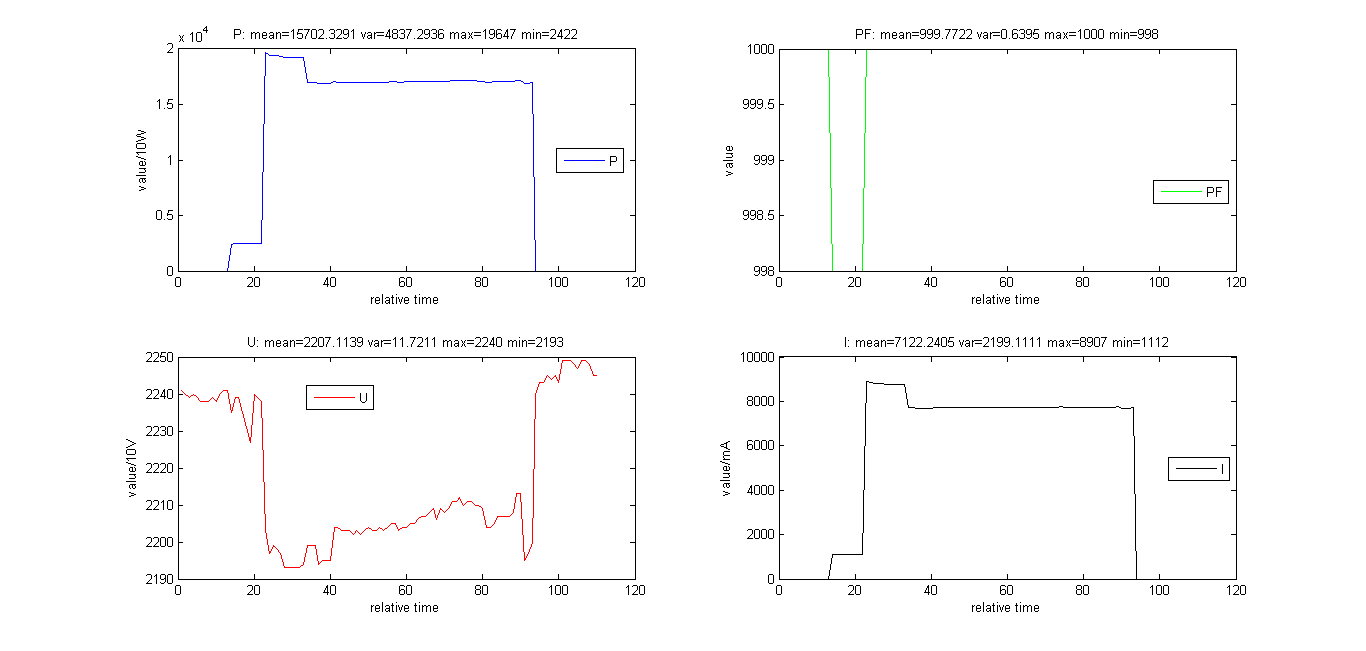 P: mean=15702.3291 var=4837.2936 max=19647 min=2422
x 10^4
2
1.5
1
0.5
0
value/10W
P
0 20 40 60 80 100 120
relative time
PF: mean=999.7722 var=0.6395 max=1000 min=998
1000
999.5
999
998.5
998
value
PF
0 20 40 60 80 100 120
relative time
U: mean=2207.1139 var=11.7211 max=2240 min=2193
2250
2240
2230
2220
2210
2200
2190
value/10V
U
0 20 40 60 80 100 120
relative time
I: mean=7122.2405 var=2199.1111 max=8907 min=1112
10000
8000
6000
4000
2000
0
value/mA
I
0 20 40 60 80 100 120
relative time